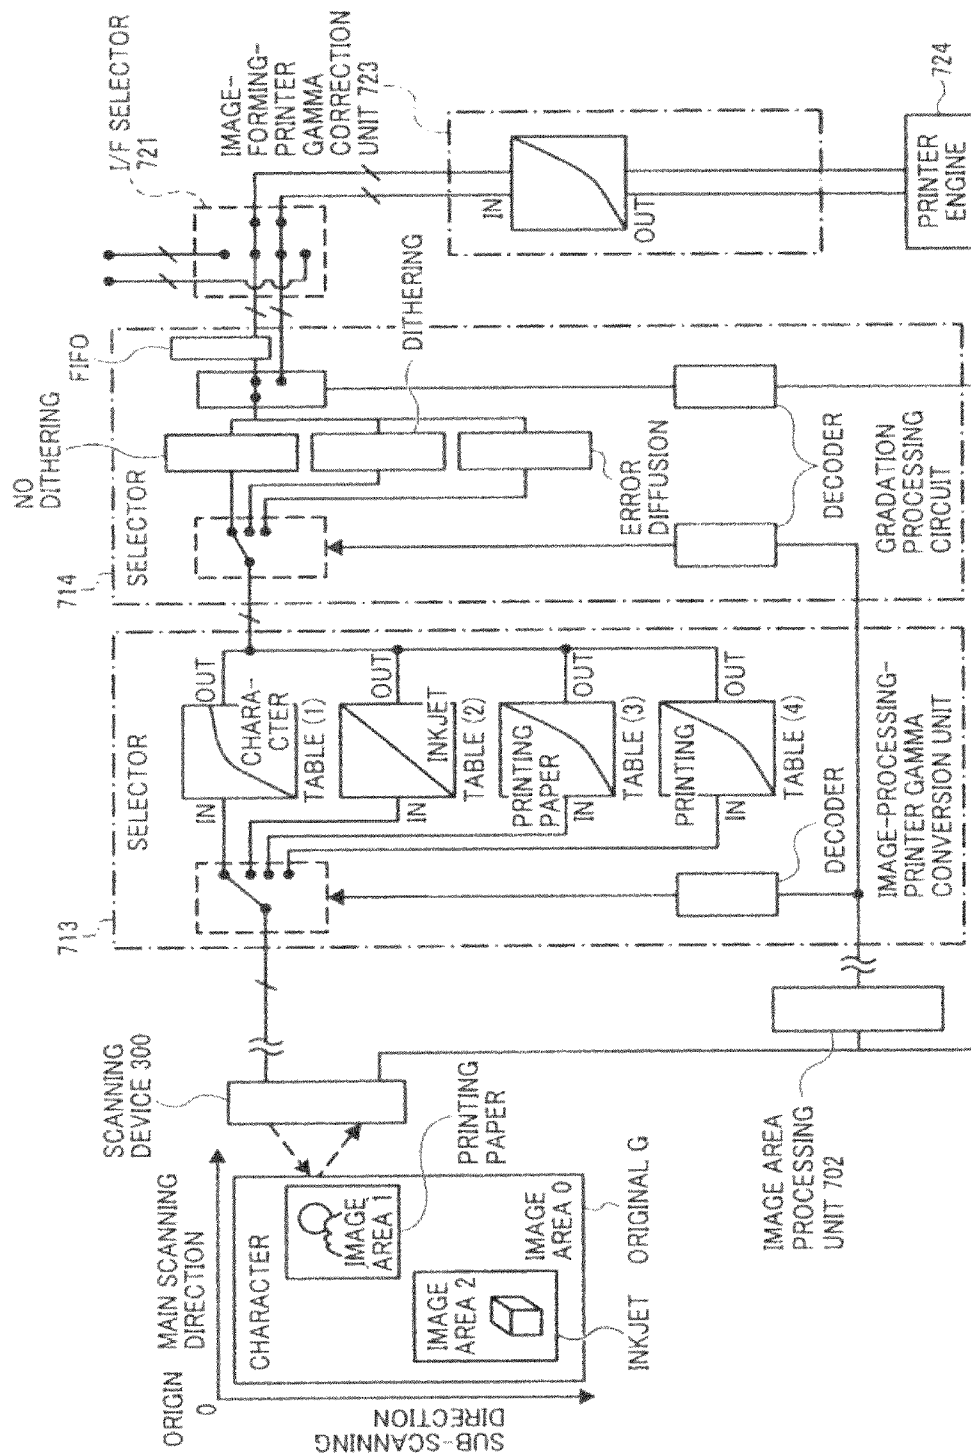 ORIGIN
0
MAIN SCANNING
DIRECTION
SUB-SCANNING
DIRECTION
CHARACTER
IMAGE
AREA 1
IMAGE
AREA 2
IMAGE
AREA 0
INKJET
ORIGINAL G
PRINTING
PAPER
SCANNING
DEVICE 300
IMAGE AREA
PROCESSING
UNIT 702
713
SELECTOR
IN
CHARA-
CTER
OUT
TABLE (1)
IN
INKJET
OUT
TABLE (2)
IN
PRINTING
PAPER
OUT
TABLE (3)
IN
PRINTING
OUT
TABLE (4)
DECODER
IMAGE-PROCESSING-
PRINTER GAMMA
CONVERSION UNIT
714
SELECTOR
NO
DITHERING
FIFO
DITHERING
ERROR
DIFFUSION
DECODER
GRADATION
PROCESSING
CIRCUIT
I/F SELECTOR
721
IMAGE-
FORMING-
PRINTER
GAMMA
CORRECTION
UNIT 723
IN
OUT
PRINTER
ENGINE
724